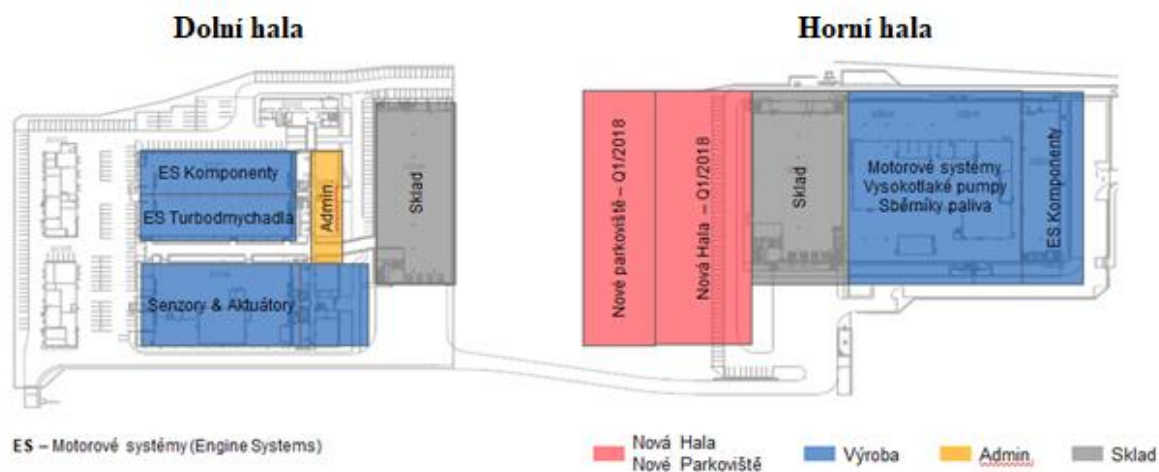 Dolní hala
Horní hala
ES Komponenty
ES Turbodmychadla
Admin
Sklad
Senzory & Aktuátory
Nové parkoviště – Q1/2018
Nová Hala – Q1/2018
Sklad
Motorové systémy
Vysokotlaké pumpy
Sběrníky paliva
ES Komponenty
ES – Motorové systémy (Engine Systems)
Nová Hala
Nové Parkoviště
Výroba
Admin
Sklad